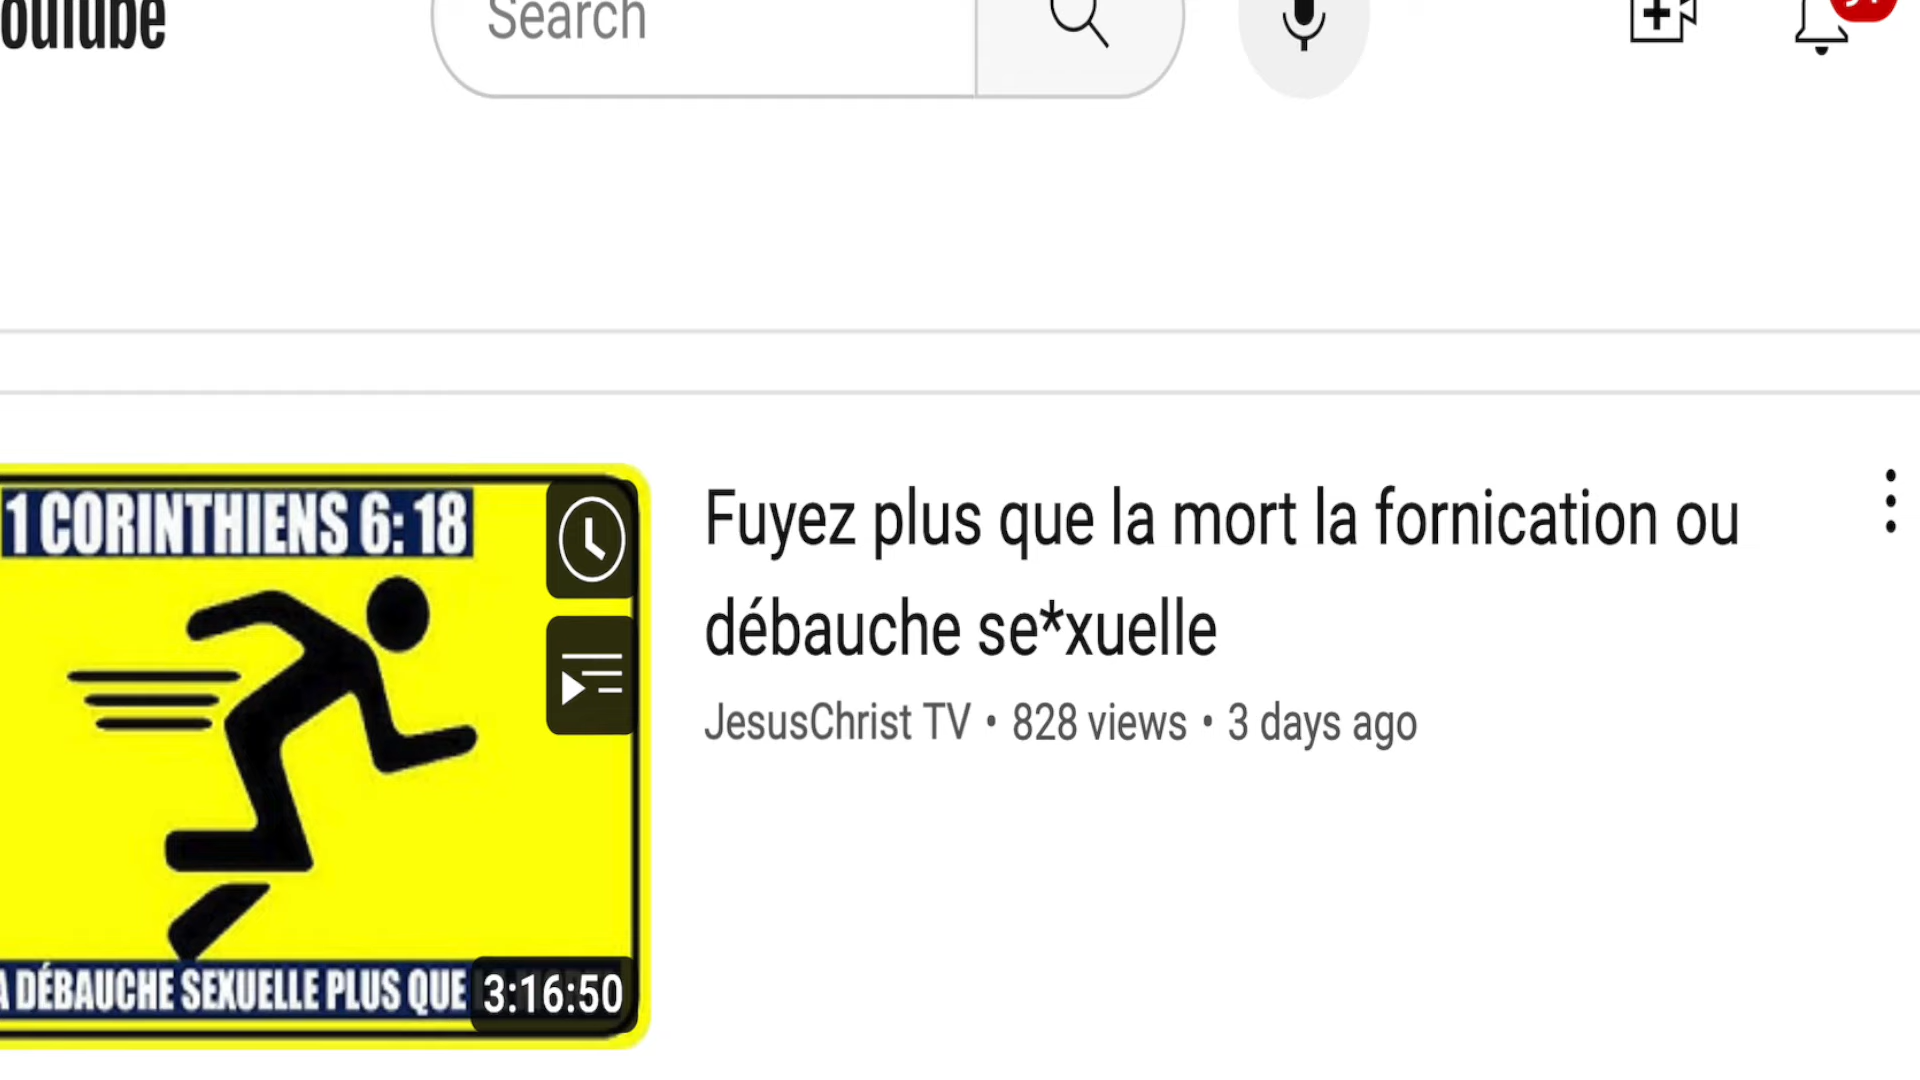 Search
1 CORINTHIENS 6: 18
Fuyez plus que la mort la fornication ou
débauche se*xuelle
JesusChrist TV • 828 views • 3 days ago
DÉBAUCHE SEXUELLE PLUS QUE
3:16:50